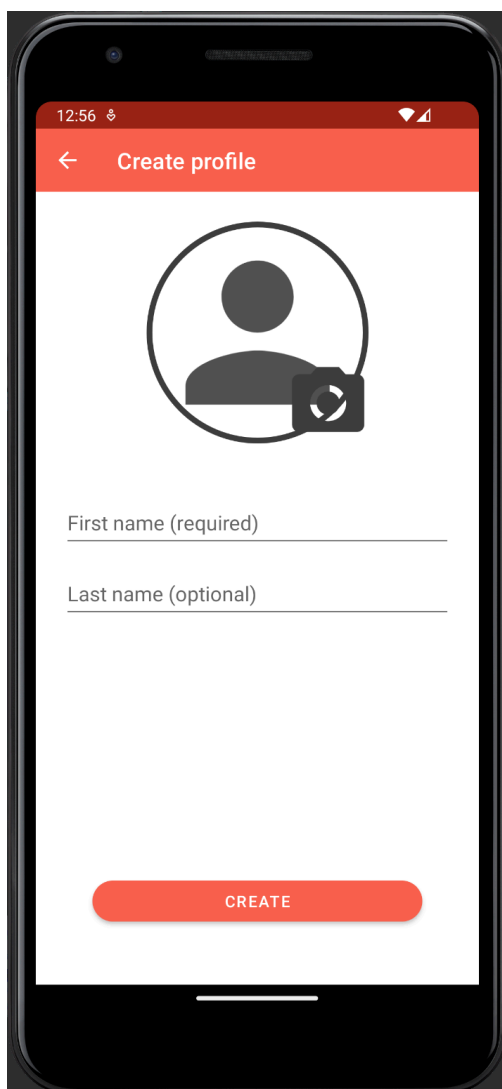 12:56
Create profile
First name (required)
Last name (optional)
CREATE